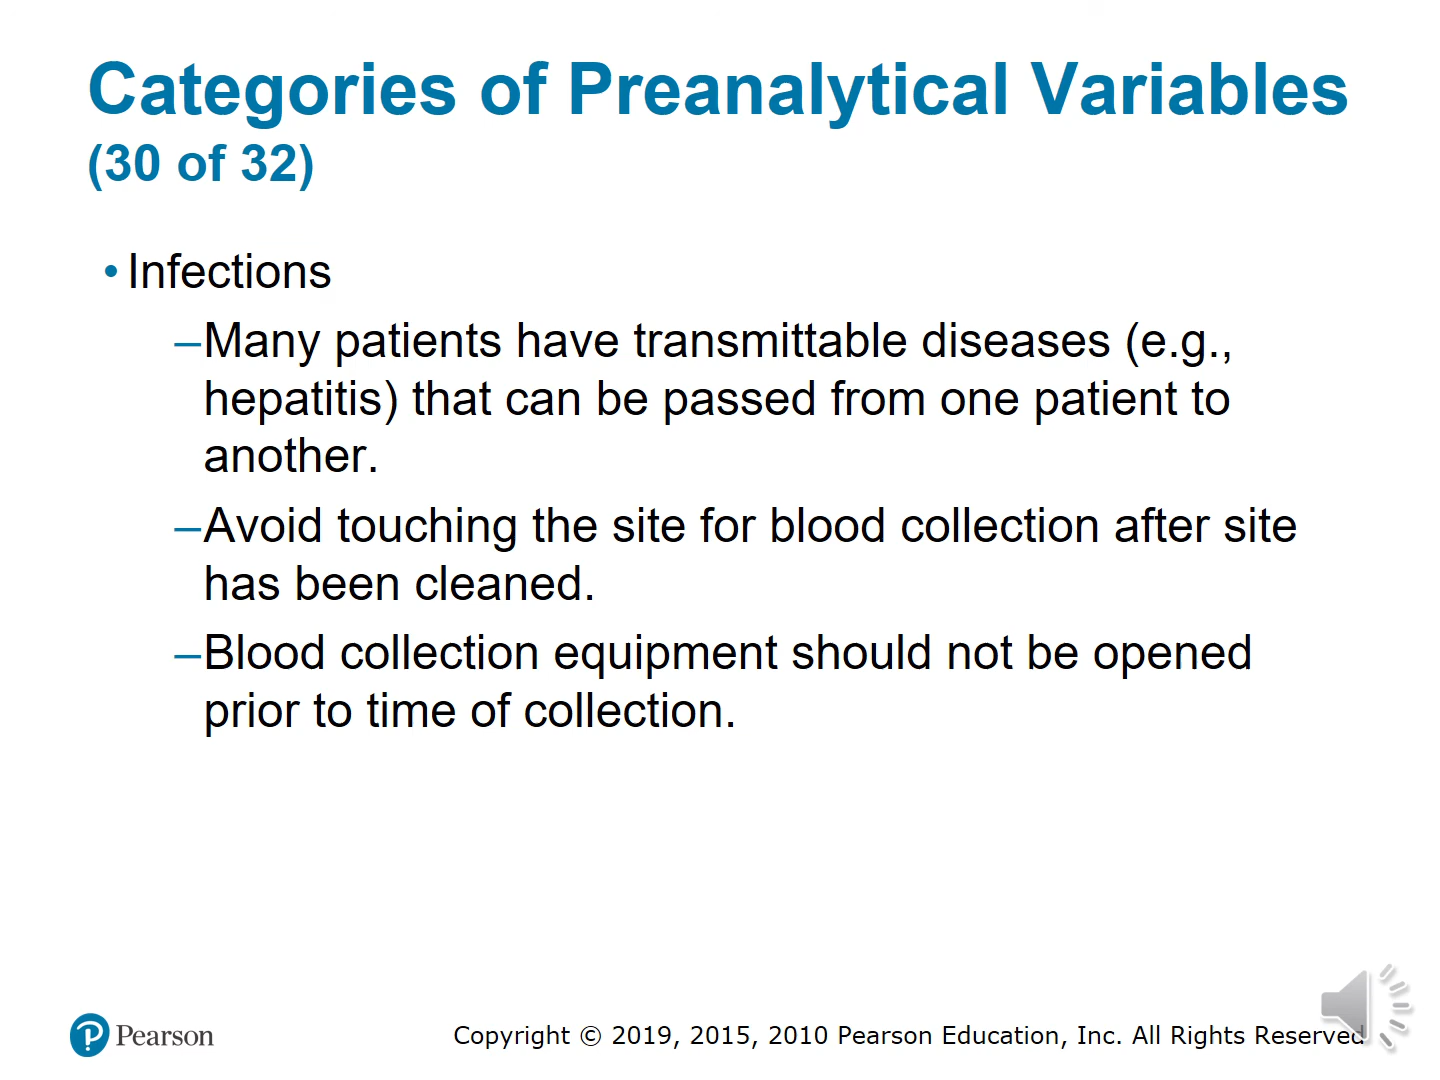 Categories of Preanalytical Variables
(30 of 32)
• Infections
–Many patients have transmittable diseases (e.g.,
hepatitis) that can be passed from one patient to
another.
–Avoid touching the site for blood collection after site
has been cleaned.
–Blood collection equipment should not be opened
prior to time of collection.
Pearson
Copyright © 2019, 2015, 2010 Pearson Education, Inc. All Rights Reserved